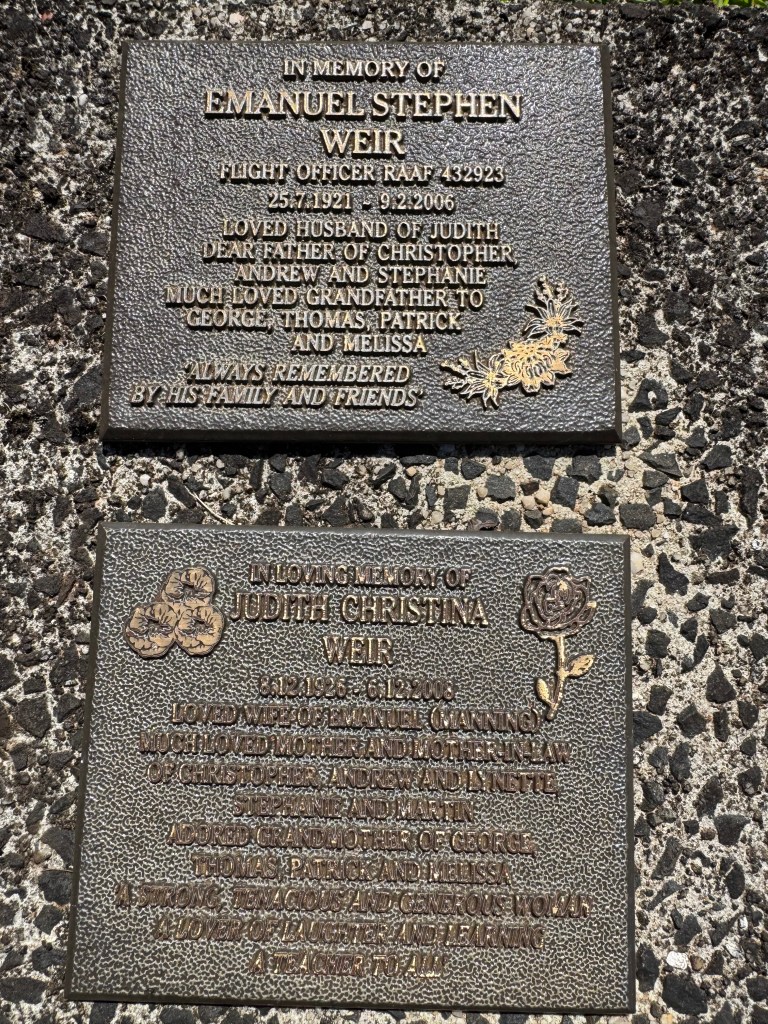 IN MEMORY OF
EMANUEL STEPHEN
WEIR
FLIGHT OFFICER RAAF 432923
25.7.1921 - 9.2.2006
LOVED HUSBAND OF JUDITH
DEAR FATHER OF CHRISTOPHER,
ANDREW AND STEPHANIE
MUCH LOVED GRANDFATHER TO
GEORGE, THOMAS, PATRICK
AND MELISSA
'ALWAYS REMEMBERED
BY HIS FAMILY AND FRIENDS'
IN LOVING MEMORY OF
JUDITH CHRISTINA
WEIR
LOVED WIFE OF EMANUEL (MANNING)
MUCH LOVED MOTHER AND MOTHER-IN-LAW
OF CHRISTOPHER, ANDREW AND LYNETTE,
STEPHANIE AND MARTIN
ADORED GRANDMOTHER OF GEORGE,
THOMAS, PATRICK AND MELISSA
A STRONG, TENACIOUS AND GENEROUS WOMAN
A LOVER OF LAUGHTER AND LEARNING
A TEACHER TO ALL